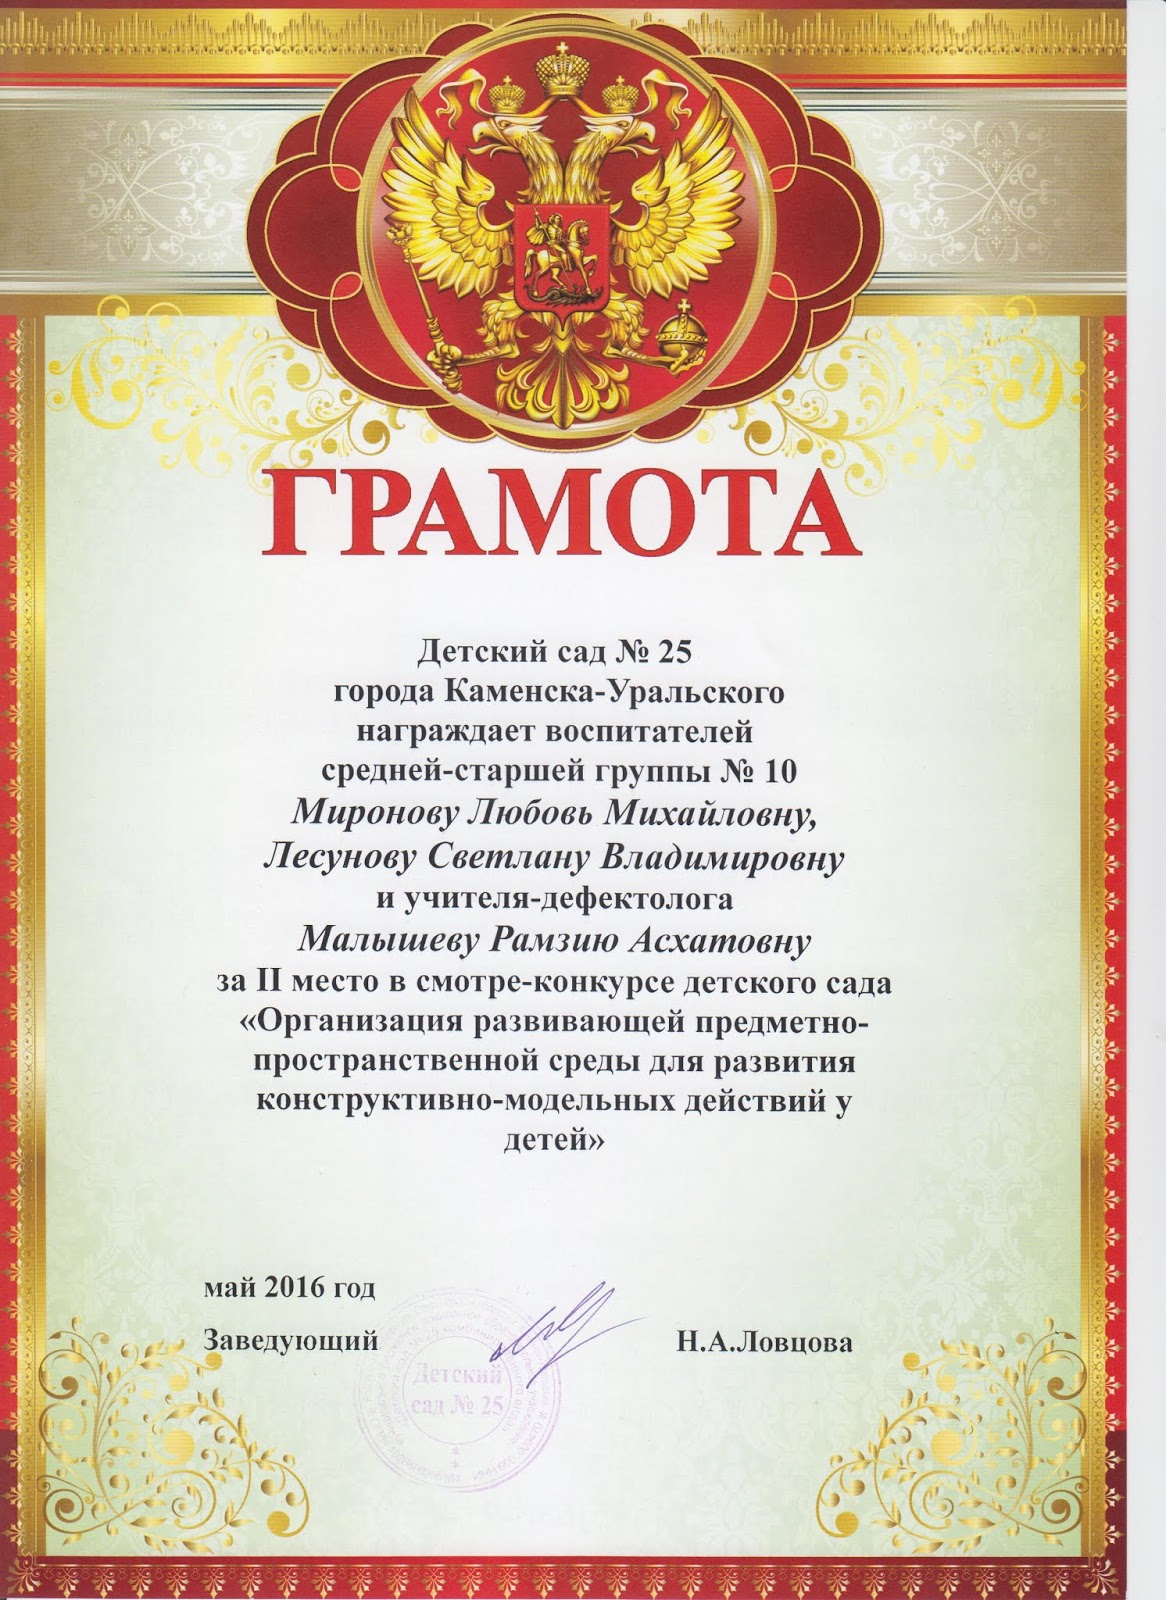 ГРАМОТА
Детский сад № 25
города Каменска-Уральского
награждает воспитателей
средней-старшей группы № 10
Миронову Любовь Михайловну,
Лесунову Светлану Владимировну
и учителя-дефектолога
Малышеву Рамзию Асхатовну
за II место в смотре-конкурсе детского сада
«Организация развивающей предметно-
пространственной среды для развития
конструктивно-модельных действий у
детей»
май 2016 год
Заведующий Н.А.Ловцова
Детский
сад № 25